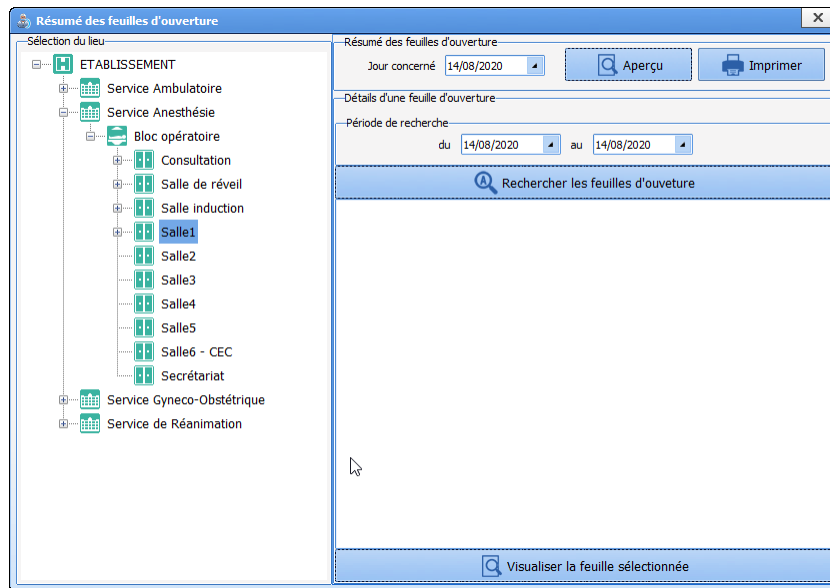 Résumé des feuilles d'ouverture
Sélection du lieu
ETABLISSEMENT
Service Ambulatoire
Service Anesthésie
Bloc opératoire
Consultation
Salle de réveil
Salle induction
Salle1
Salle2
Salle3
Salle4
Salle5
Salle6 - CEC
Secrétariat
Service Gyneco-Obstétrique
Service de Réanimation
Résumé des feuilles d'ouverture
Jour concerné 14/08/2020 Aperçu Imprimer
Détails d'une feuille d'ouverture
Période de recherche
du 14/08/2020 au 14/08/2020
Rechercher les feuilles d'ouveture
Visualiser la feuille sélectionnée